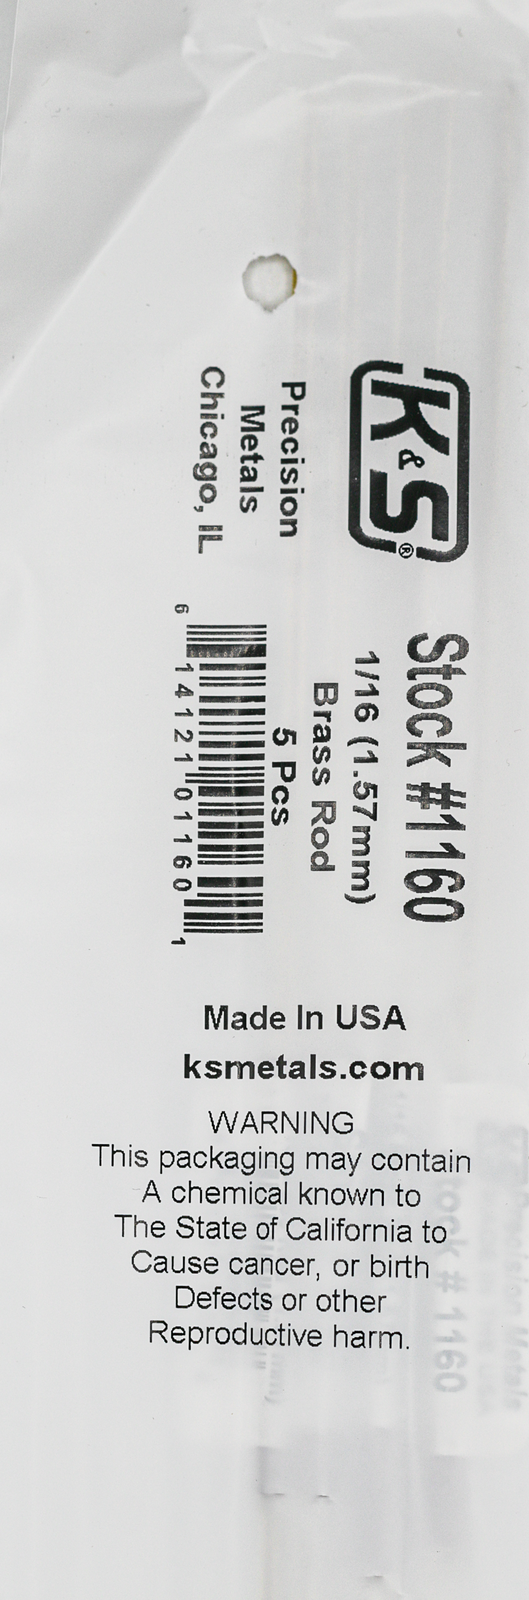 K&S®
Precision
Metals
Chicago, IL
Stock #1160
1/16 (1.57mm)
Brass Rod
5 Pcs
6 14121 01160 1
Made In USA
ksmetals.com
WARNING
This packaging may contain
A chemical known to
The State of California to
Cause cancer, or birth
Defects or other
Reproductive harm.
ock # 1160